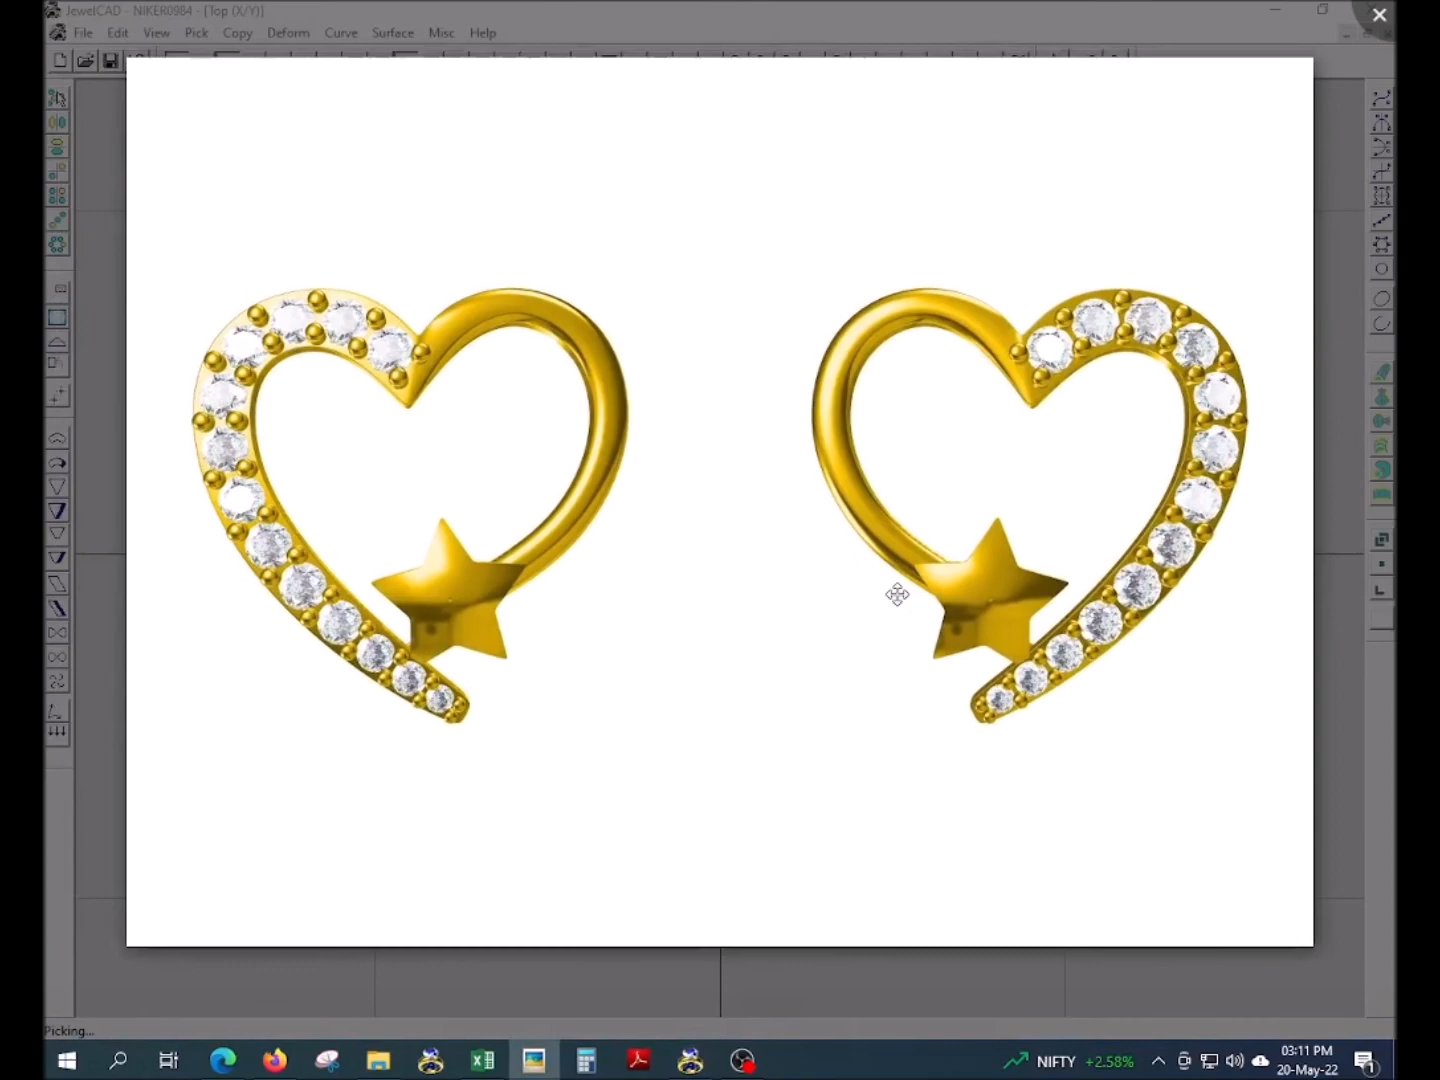 JewelCAD - NIKER0984 - [Top (X/Y)]
File Edit View Pick Copy Deform Curve Surface Misc Help
Picking...
NIFTY +2.58%
03:11 PM
20-May-22
1